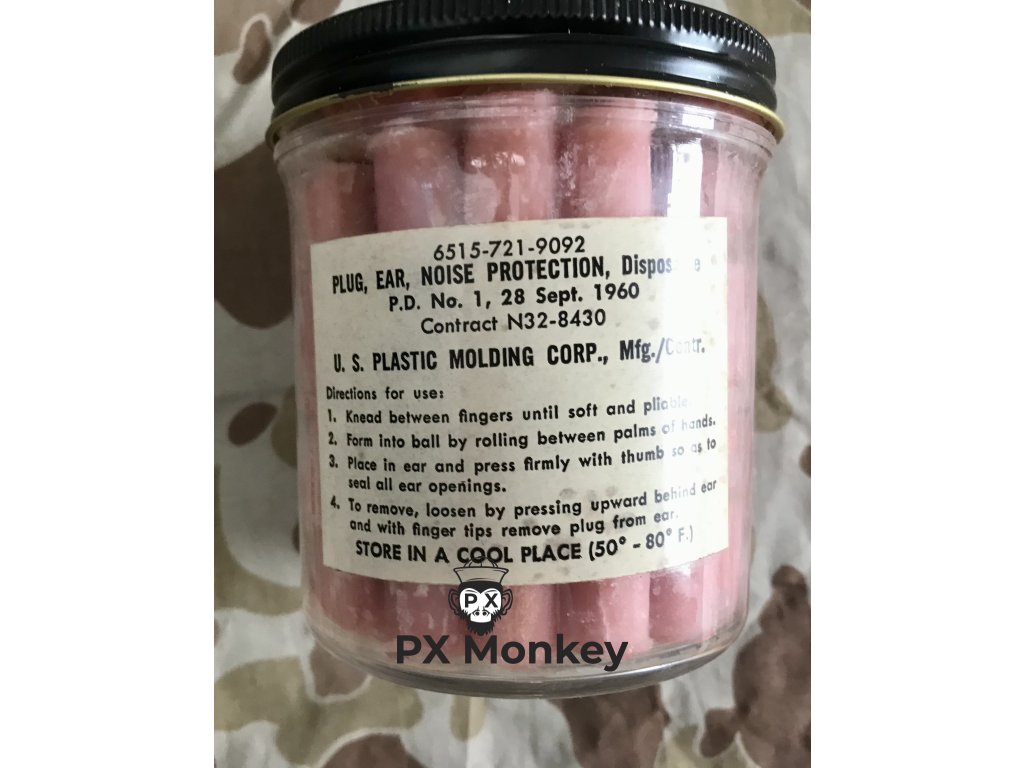 6515-721-9092
PLUG, EAR, NOISE PROTECTION,
P.D. No. 1, 28 Sept. 1960
Contract N32-8430
U. S. PLASTIC MOLDING CORP., Mfg./Contr.
Directions for use:
1. Knead between fingers until soft and pliable.
2. Form into ball by rolling between palms of hands.
3. Place in ear and press firmly with thumb so as to
seal all ear openings.
4. To remove, loosen by pressing upward behind ear
and with finger tips remove plug from ear.
STORE IN A COOL PLACE (50° - 80° F.)
PX
PX Monkey